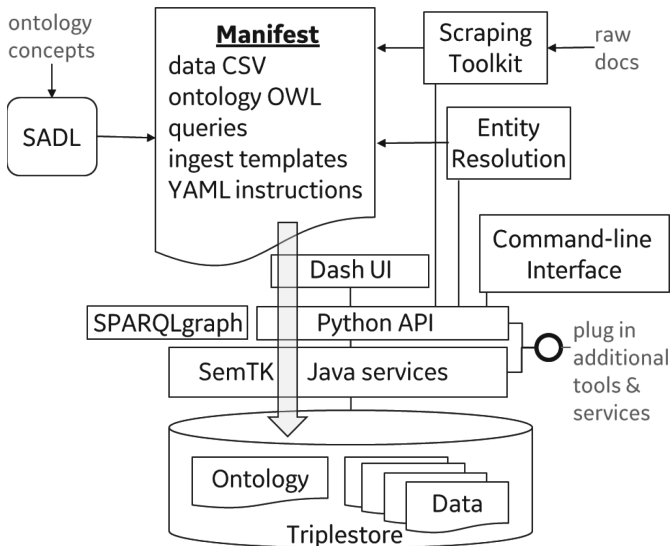 ontology
concepts
SADL
Manifest
data CSV
ontology OWL
queries
ingest templates
YAML instructions
Scraping
Toolkit
raw
docs
Entity
Resolution
Command-line
Interface
Dash UI
SPARQLgraph
Python API
SemTK Java services
plug in
additional
tools &
services
Ontology
Data
Triplestore